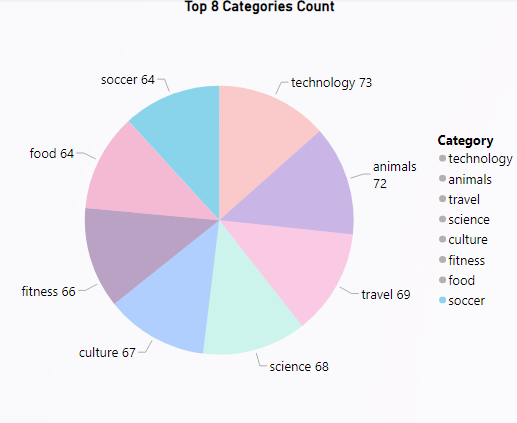 Top 8 Categories Count
soccer 64
technology 73
food 64
animals
72
fitness 66
travel 69
culture 67
science 68
Category
technology
animals
travel
science
culture
fitness
food
soccer